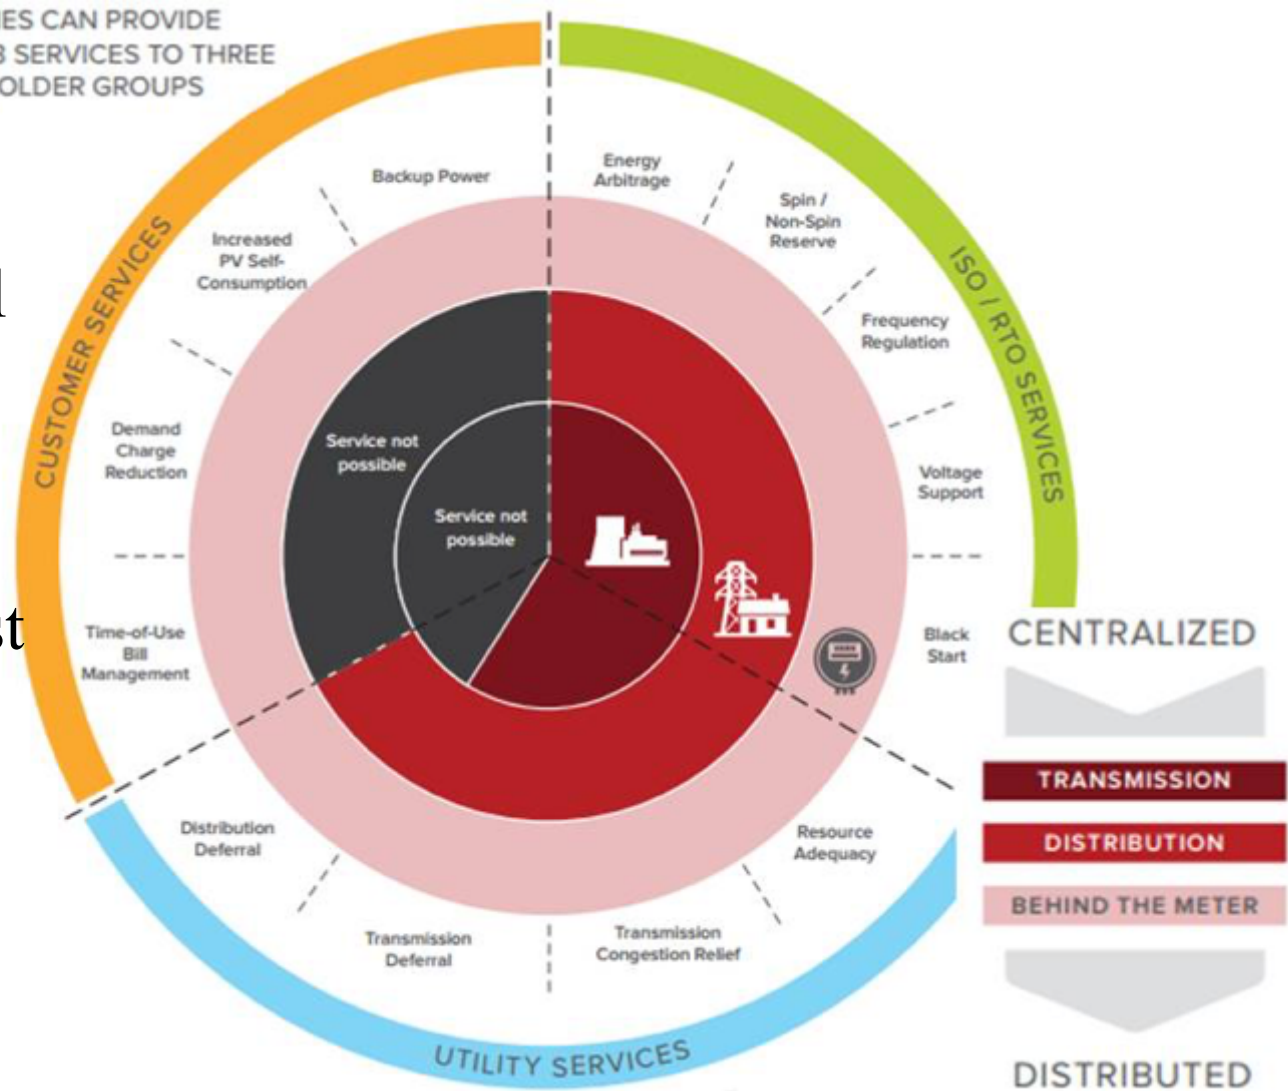 CAN PROVIDE
SERVICES TO THREE
GROUPS
CUSTOMER SERVICES
ISO / RTO SERVICES
UTILITY SERVICES
Backup Power
Increased
PV Self-
Consumption
Demand
Charge
Reduction
Time-of-Use
Bill
Management
Energy
Arbitrage
Spin /
Non-Spin
Reserve
Frequency
Regulation
Voltage
Support
Black
Start
Resource
Adequacy
Transmission
Congestion Relief
Transmission
Deferral
Distribution
Deferral
Service not
possible
Service not
possible
CENTRALIZED
TRANSMISSION
DISTRIBUTION
BEHIND THE METER
DISTRIBUTED